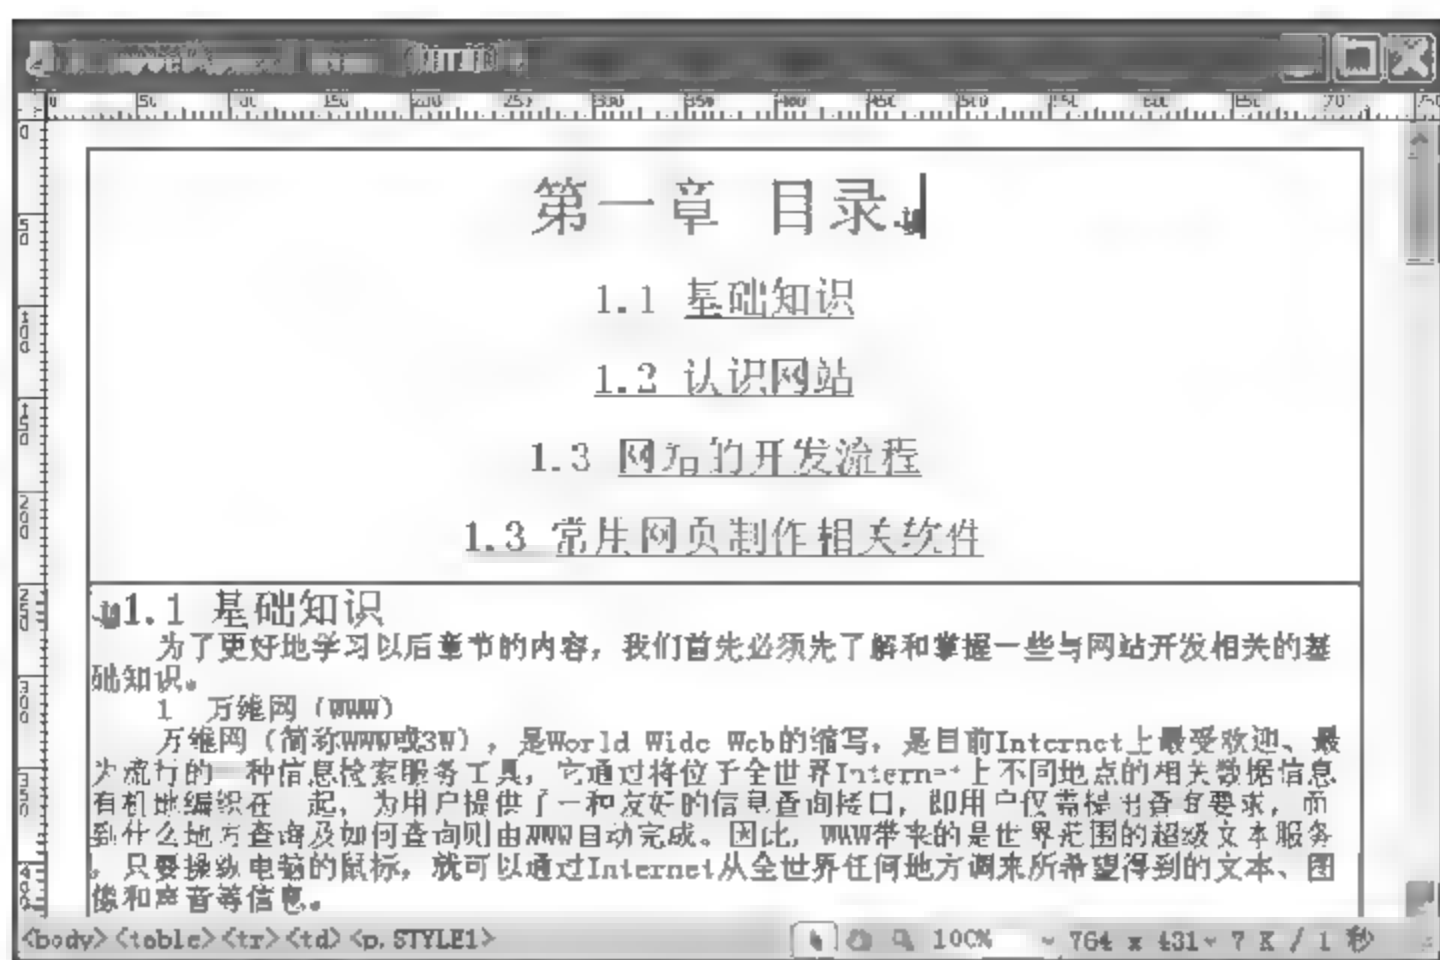 第一章 目录
1.1 基础知识
1.2 认识网站
1.3 网站的开发流程
1.3 常用网页制作相关软件
1.1 基础知识
为了更好地学习以后章节的内容，我们首先必须先了解和掌握一些与网站开发相关的基
础知识。
1 万维网（WWW）
万维网（简称WWW或3W），是World Wide Web的缩写，是目前Internet上最受欢迎、最
为流行的一种信息检索服务工具，它通过将位于全世界Internet上不同地点的相关数据信息
有机地编织在一起，为用户提供了一种友好的信息查询接口，即用户仅需提出查询要求，而
到什么地方查询及如何查询则由WWW自动完成。因此，WWW带来的是世界范围的超级文本服务
，只要操纵电脑的鼠标，就可以通过Internet从全世界任何地方调来所希望得到的文本、图
像和声音等信息。
<body><table><tr><td><p.STYLE1> 100% 764 x 431 7 K / 1 秒